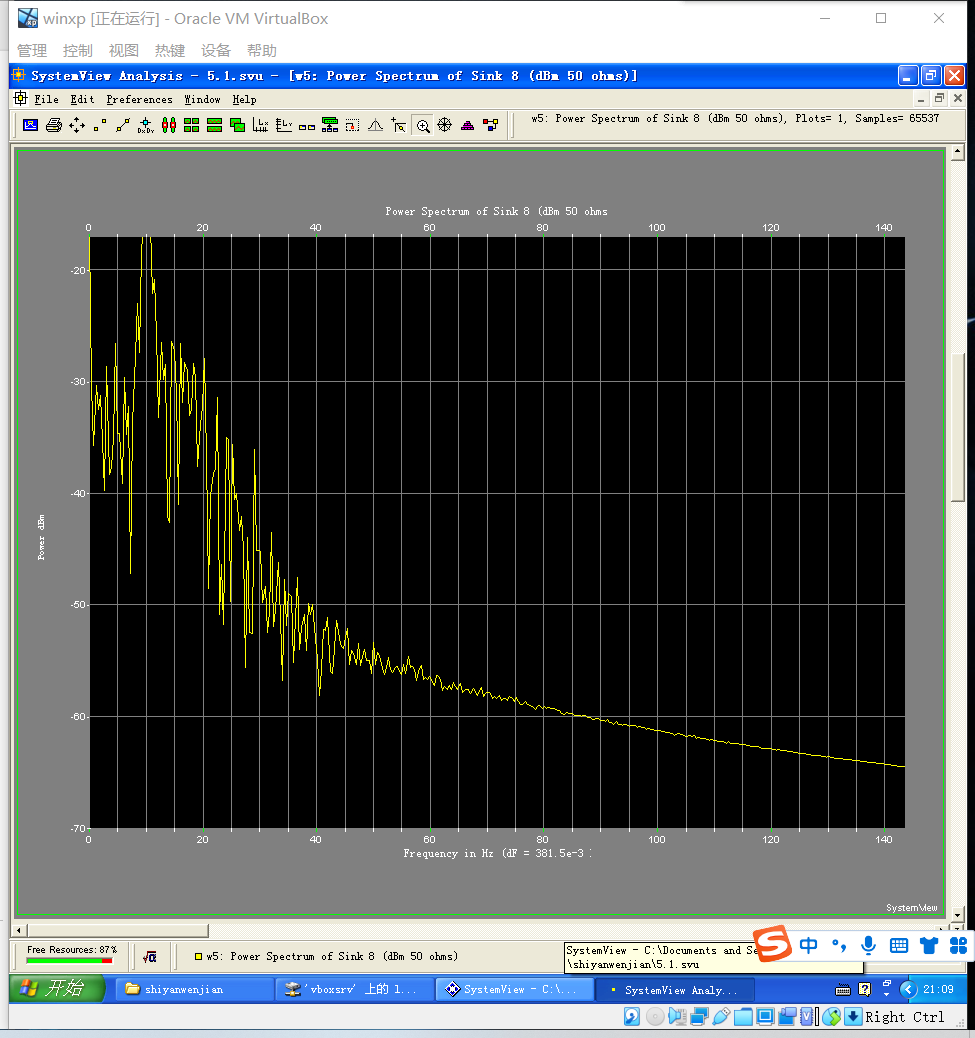 winxp [正在运行] - Oracle VM VirtualBox
管理 控制 视图 热键 设备 帮助
SystemView Analysis - 5.1.svu - [w5: Power Spectrum of Sink 8 (dBm 50 ohms)]
File Edit Preferences Window Help
w5: Power Spectrum of Sink 8 (dBm 50 ohms), Plots= 1, Samples= 65537
Power Spectrum of Sink 8 (dBm 50 ohms
0 20 40 60 80 100 120 140
-20
-30
-40
-50
-60
-70
Power dBm
0 20 40 60 80 100 120 140
Frequency in Hz (dF = 381.5e-3
SystemView
Free Resources: 87%
w5: Power Spectrum of Sink 8 (dBm 50 ohms)
SystemView - C:\Documents and Se
\shiyanwenjian\5.1.svu
中
开始
shiyanwenjian
'vboxsrv' 上的 l...
SystemView - C:\...
SystemView Analy...
21:09
Right Ctrl